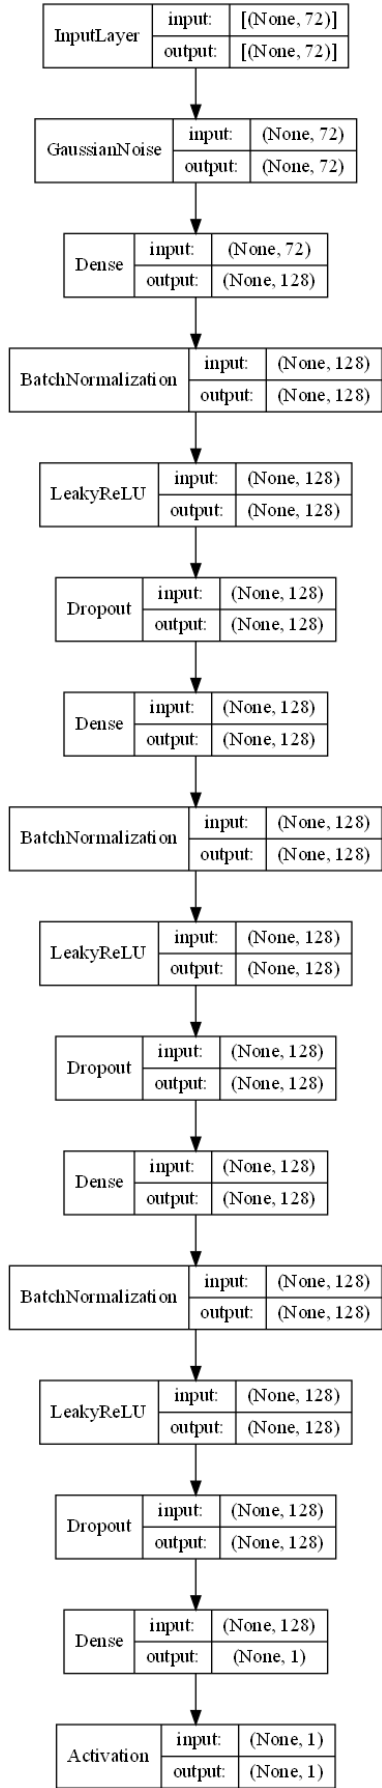 InputLayer input: [(None, 72)]
output: [(None, 72)]
GaussianNoise input: (None, 72)
output: (None, 72)
Dense input: (None, 72)
output: (None, 128)
BatchNormalization input: (None, 128)
output: (None, 128)
LeakyReLU input: (None, 128)
output: (None, 128)
Dropout input: (None, 128)
output: (None, 128)
Dense input: (None, 128)
output: (None, 128)
BatchNormalization input: (None, 128)
output: (None, 128)
LeakyReLU input: (None, 128)
output: (None, 128)
Dropout input: (None, 128)
output: (None, 128)
Dense input: (None, 128)
output: (None, 128)
BatchNormalization input: (None, 128)
output: (None, 128)
LeakyReLU input: (None, 128)
output: (None, 128)
Dropout input: (None, 128)
output: (None, 128)
Dense input: (None, 128)
output: (None, 1)
Activation input: (None, 1)
output: (None, 1)